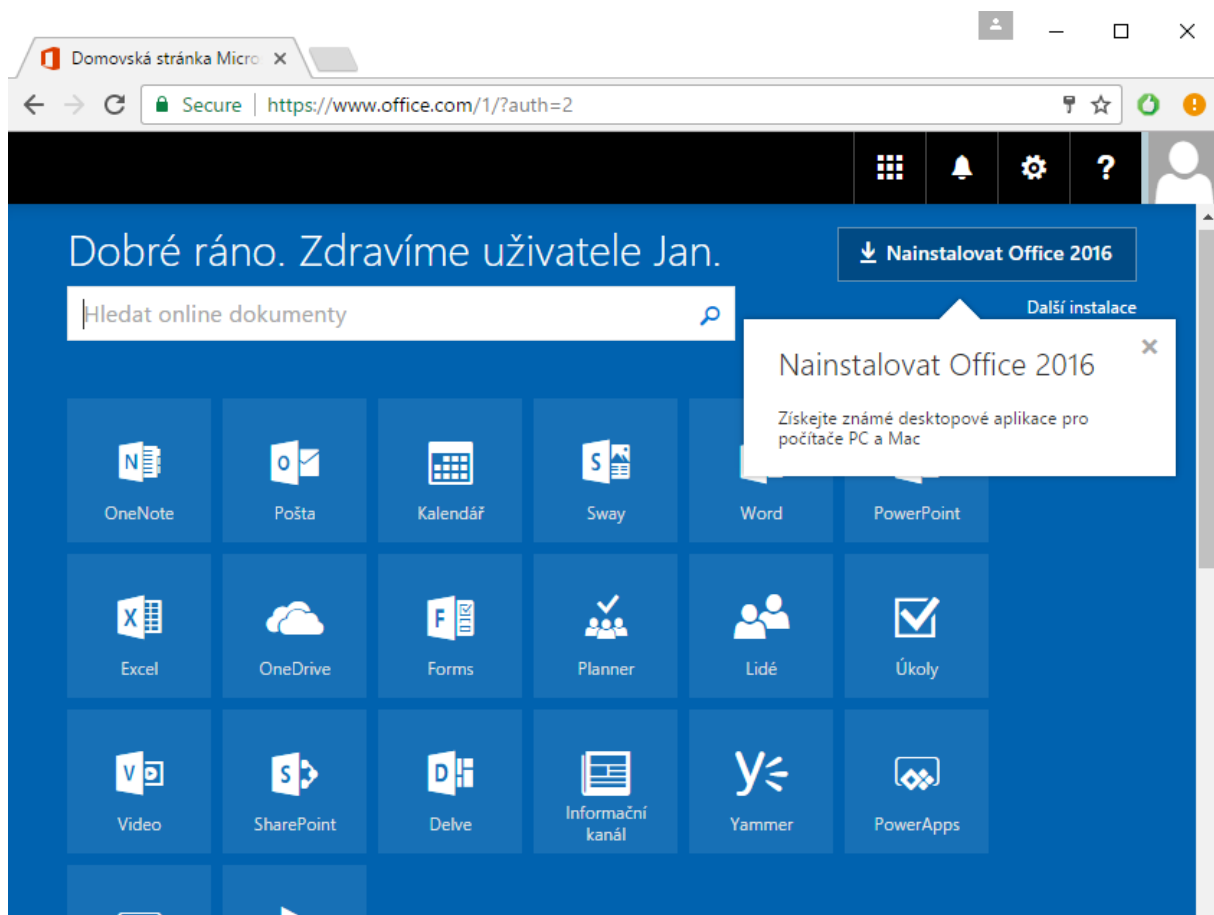 Domovská stránka Micro
Secure | https://www.office.com/1/?auth=2
Dobré ráno. Zdravíme uživatele Jan.
Nainstalovat Office 2016
Hledat online dokumenty
Další instalace
Nainstalovat Office 2016
Získejte známé desktopové aplikace pro
počítače PC a Mac
OneNote
Pošta
Kalendář
Sway
Word
PowerPoint
Excel
OneDrive
Forms
Planner
Lidé
Úkoly
Video
SharePoint
Delve
Informační
kanál
Yammer
PowerApps